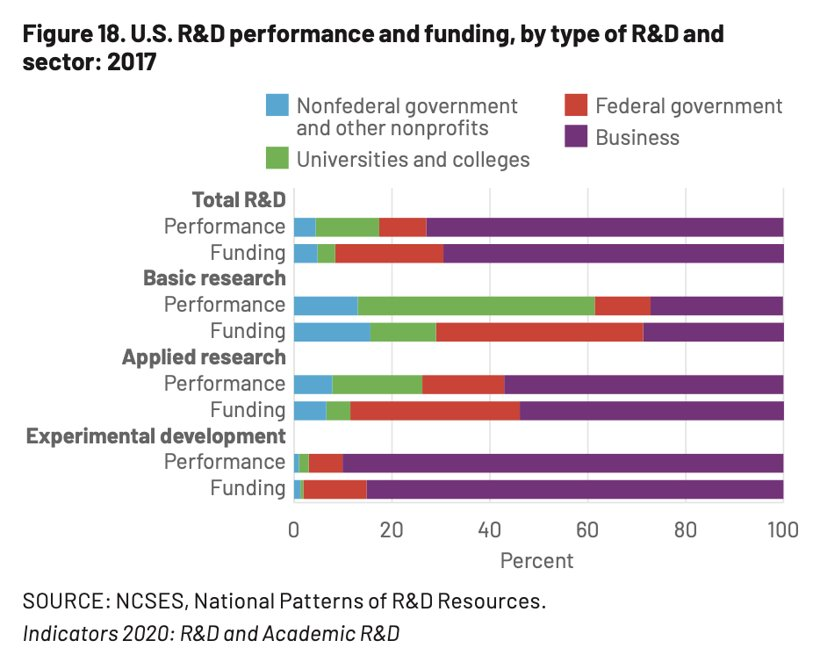 Figure 18. U.S. R&D performance and funding, by type of R&D and
sector: 2017
Nonfederal government
and other nonprofits
Universities and colleges
Federal government
Business
Total R&D
Performance
Funding
Basic research
Performance
Funding
Applied research
Performance
Funding
Experimental development
Performance
Funding
0 20 40 60 80 100
Percent
SOURCE: NCSES, National Patterns of R&D Resources.
Indicators 2020: R&D and Academic R&D